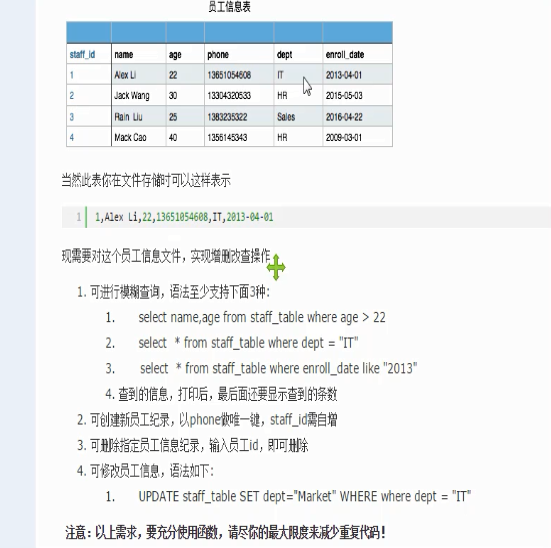 员工信息表
staff_id name age phone dept enroll_date
1 Alex Li 22 13651054608 IT 2013-04-01
2 Jack Wang 30 13304320533 HR 2015-05-03
3 Rain Liu 25 1383235322 Sales 2016-04-22
4 Mack Cao 40 1356145343 HR 2009-03-01
当然此表你在文件存储时可以这样表示
1 1,Alex Li,22,13651054608,IT,2013-04-01
现需要对这个员工信息文件，实现增删改查操作
1. 可进行模糊查询，语法至少支持下面3种：
1. select name,age from staff_table where age > 22
2. select * from staff_table where dept = "IT"
3. select * from staff_table where enroll_date like "2013"
4. 查到的信息，打印后，最后面还要显示查到的条数
2. 可创建新员工纪录，以phone做唯一键，staff_id需自增
3. 可删除指定员工信息纪录，输入员工id，即可删除
4. 可修改员工信息，语法如下：
1. UPDATE staff_table SET dept="Market" WHERE where dept = "IT"
注意：以上需求，要充分使用函数，请尽你的最大限度来减少重复代码！